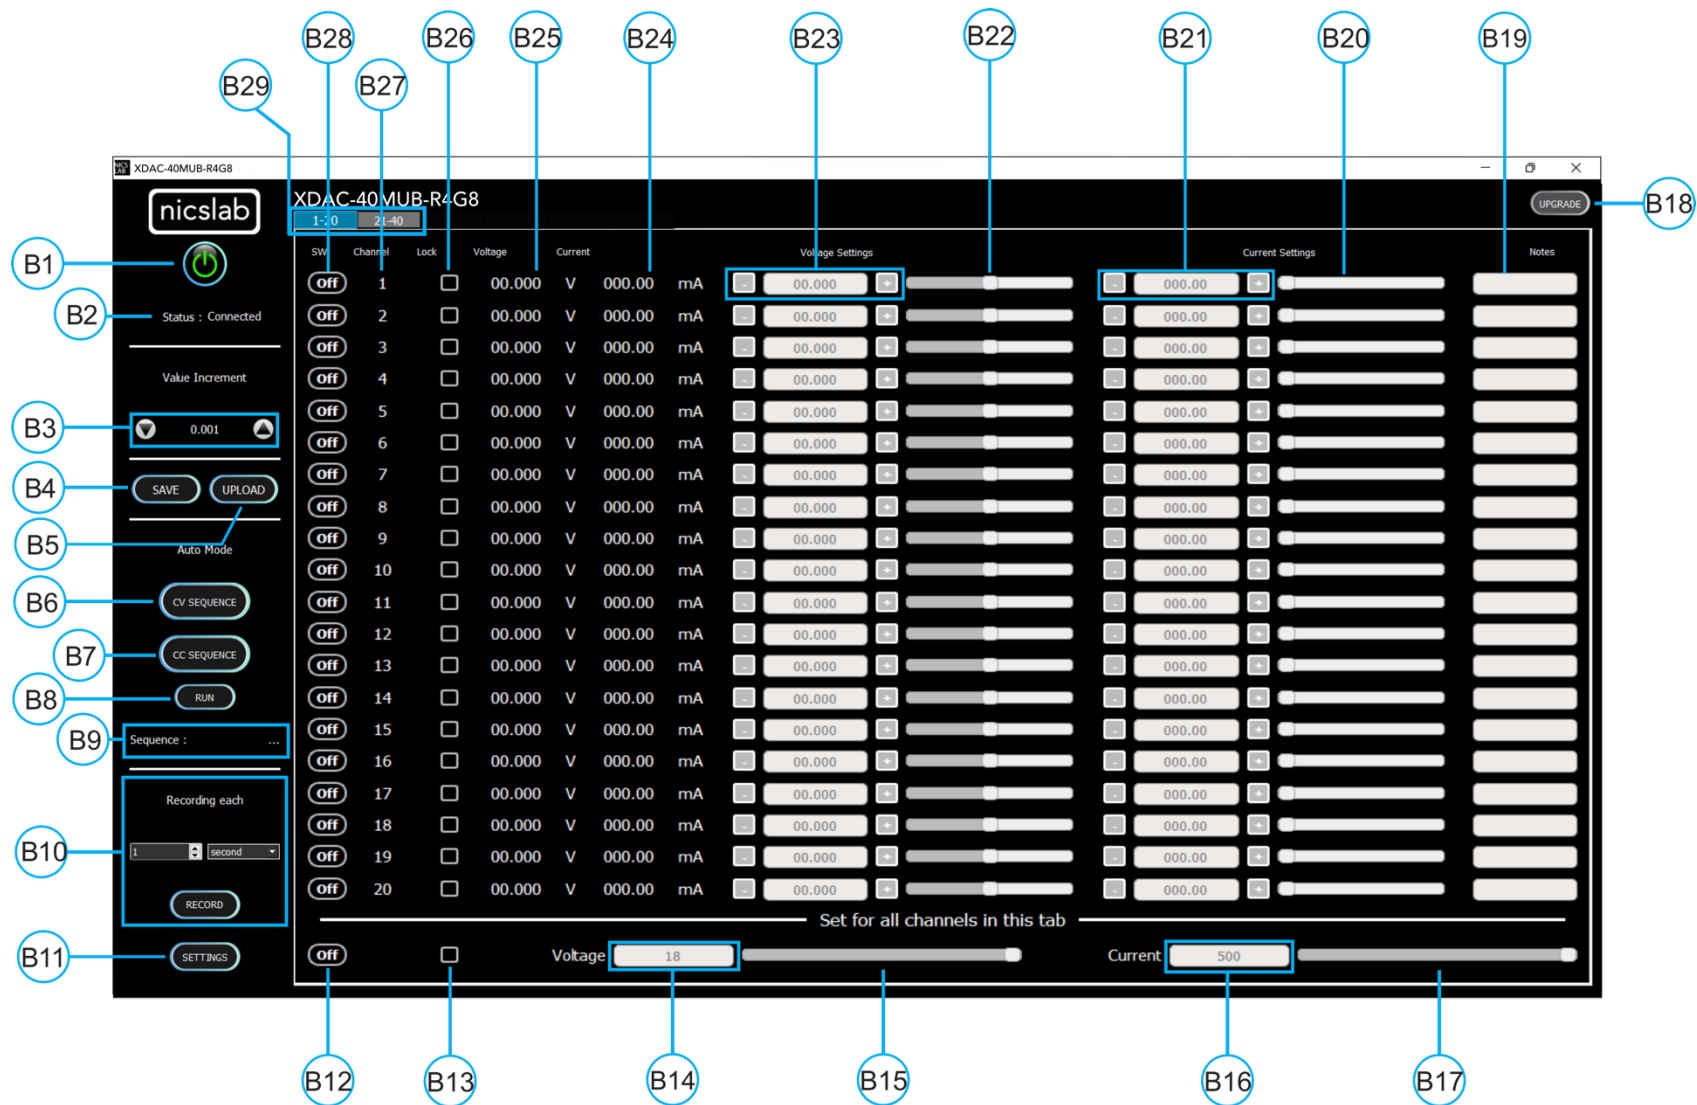 B28 B26 B25 B24 B23 B22 B21 B20 B19
B29 B27
NICS LAB XDAC-40MUB-R4G8
nicslab
XDAC-40MUB-R4G8
UPGRADE B18
1-20 21-40
B1
SW Channel Lock Voltage Current Voltage Settings Current Settings Notes
Off 1 00.000 V 000.00 mA - 00.000 + - 000.00 +
B2 Status : Connected
Off 2 00.000 V 000.00 mA - 00.000 + - 000.00 +
Off 3 00.000 V 000.00 mA - 00.000 + - 000.00 +
Value Increment
Off 4 00.000 V 000.00 mA - 00.000 + - 000.00 +
Off 5 00.000 V 000.00 mA - 00.000 + - 000.00 +
B3 0.001
Off 6 00.000 V 000.00 mA - 00.000 + - 000.00 +
Off 7 00.000 V 000.00 mA - 00.000 + - 000.00 +
B4 SAVE UPLOAD
Off 8 00.000 V 000.00 mA - 00.000 + - 000.00 +
B5
Off 9 00.000 V 000.00 mA - 00.000 + - 000.00 +
Auto Mode
Off 10 00.000 V 000.00 mA - 00.000 + - 000.00 +
B6 CV SEQUENCE
Off 11 00.000 V 000.00 mA - 00.000 + - 000.00 +
Off 12 00.000 V 000.00 mA - 00.000 + - 000.00 +
B7 CC SEQUENCE
Off 13 00.000 V 000.00 mA - 00.000 + - 000.00 +
B8 RUN
Off 14 00.000 V 000.00 mA - 00.000 + - 000.00 +
Off 15 00.000 V 000.00 mA - 00.000 + - 000.00 +
B9 Sequence : ...
Off 16 00.000 V 000.00 mA - 00.000 + - 000.00 +
Off 17 00.000 V 000.00 mA - 00.000 + - 000.00 +
Recording each
Off 18 00.000 V 000.00 mA - 00.000 + - 000.00 +
B10 1 second
Off 19 00.000 V 000.00 mA - 00.000 + - 000.00 +
Off 20 00.000 V 000.00 mA - 00.000 + - 000.00 +
RECORD
Set for all channels in this tab
B11 SETTINGS
Off Voltage 18 Current 500
B12 B13 B14 B15 B16 B17